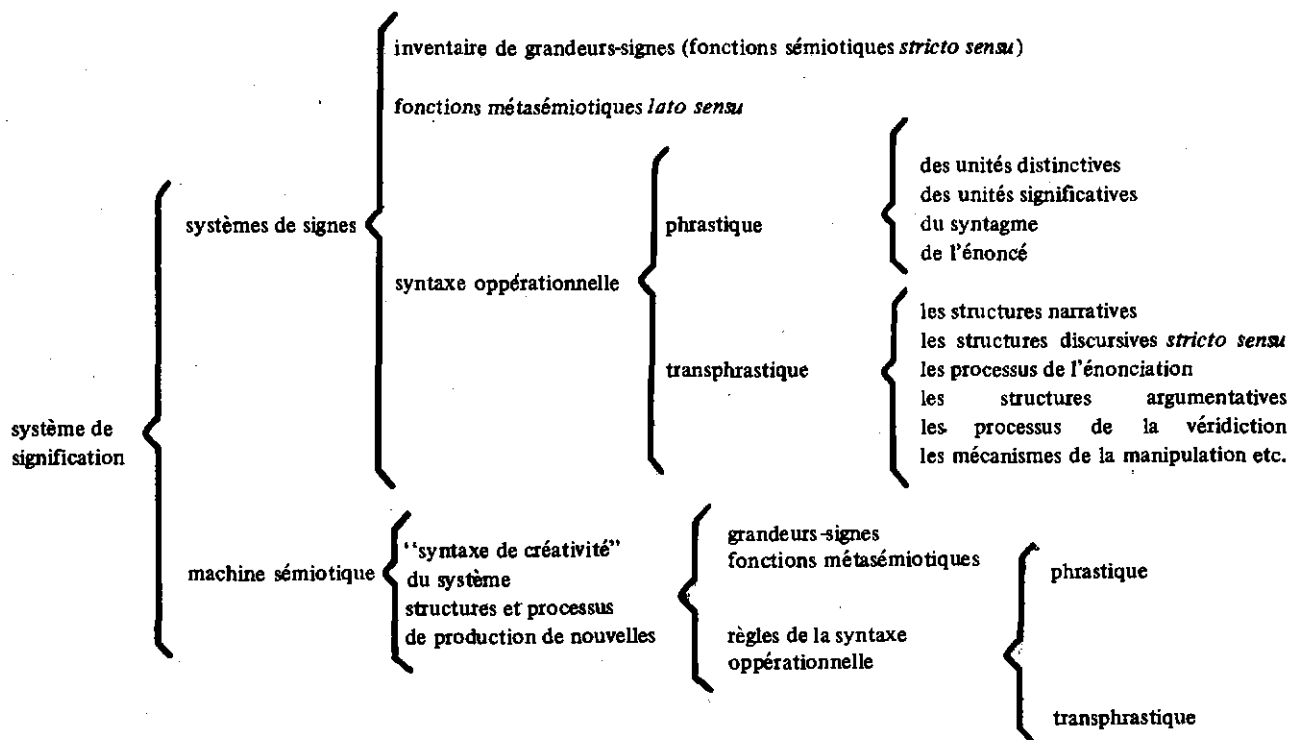 inventaire de grandeurs-signes (fonctions sémiotiques stricto sensu)
fonctions métasémiotiques lato sensu
des unités distinctives
des unités significatives
du syntagme
de l'énoncé
systèmes de signes
phrastique
syntaxe oppérationnelle
les structures narratives
les structures discursives stricto sensu
les processus de l'énonciation
les structures argumentatives
les processus de la véridiction
les mécanismes de la manipulation etc.
transphrastique
système de
signification
machine sémiotique
"syntaxe de créativité"
du système
structures et processus
de production de nouvelles
grandeurs-signes
fonctions métasémiotiques
règles de la syntaxe
oppérationnelle
phrastique
transphrastique